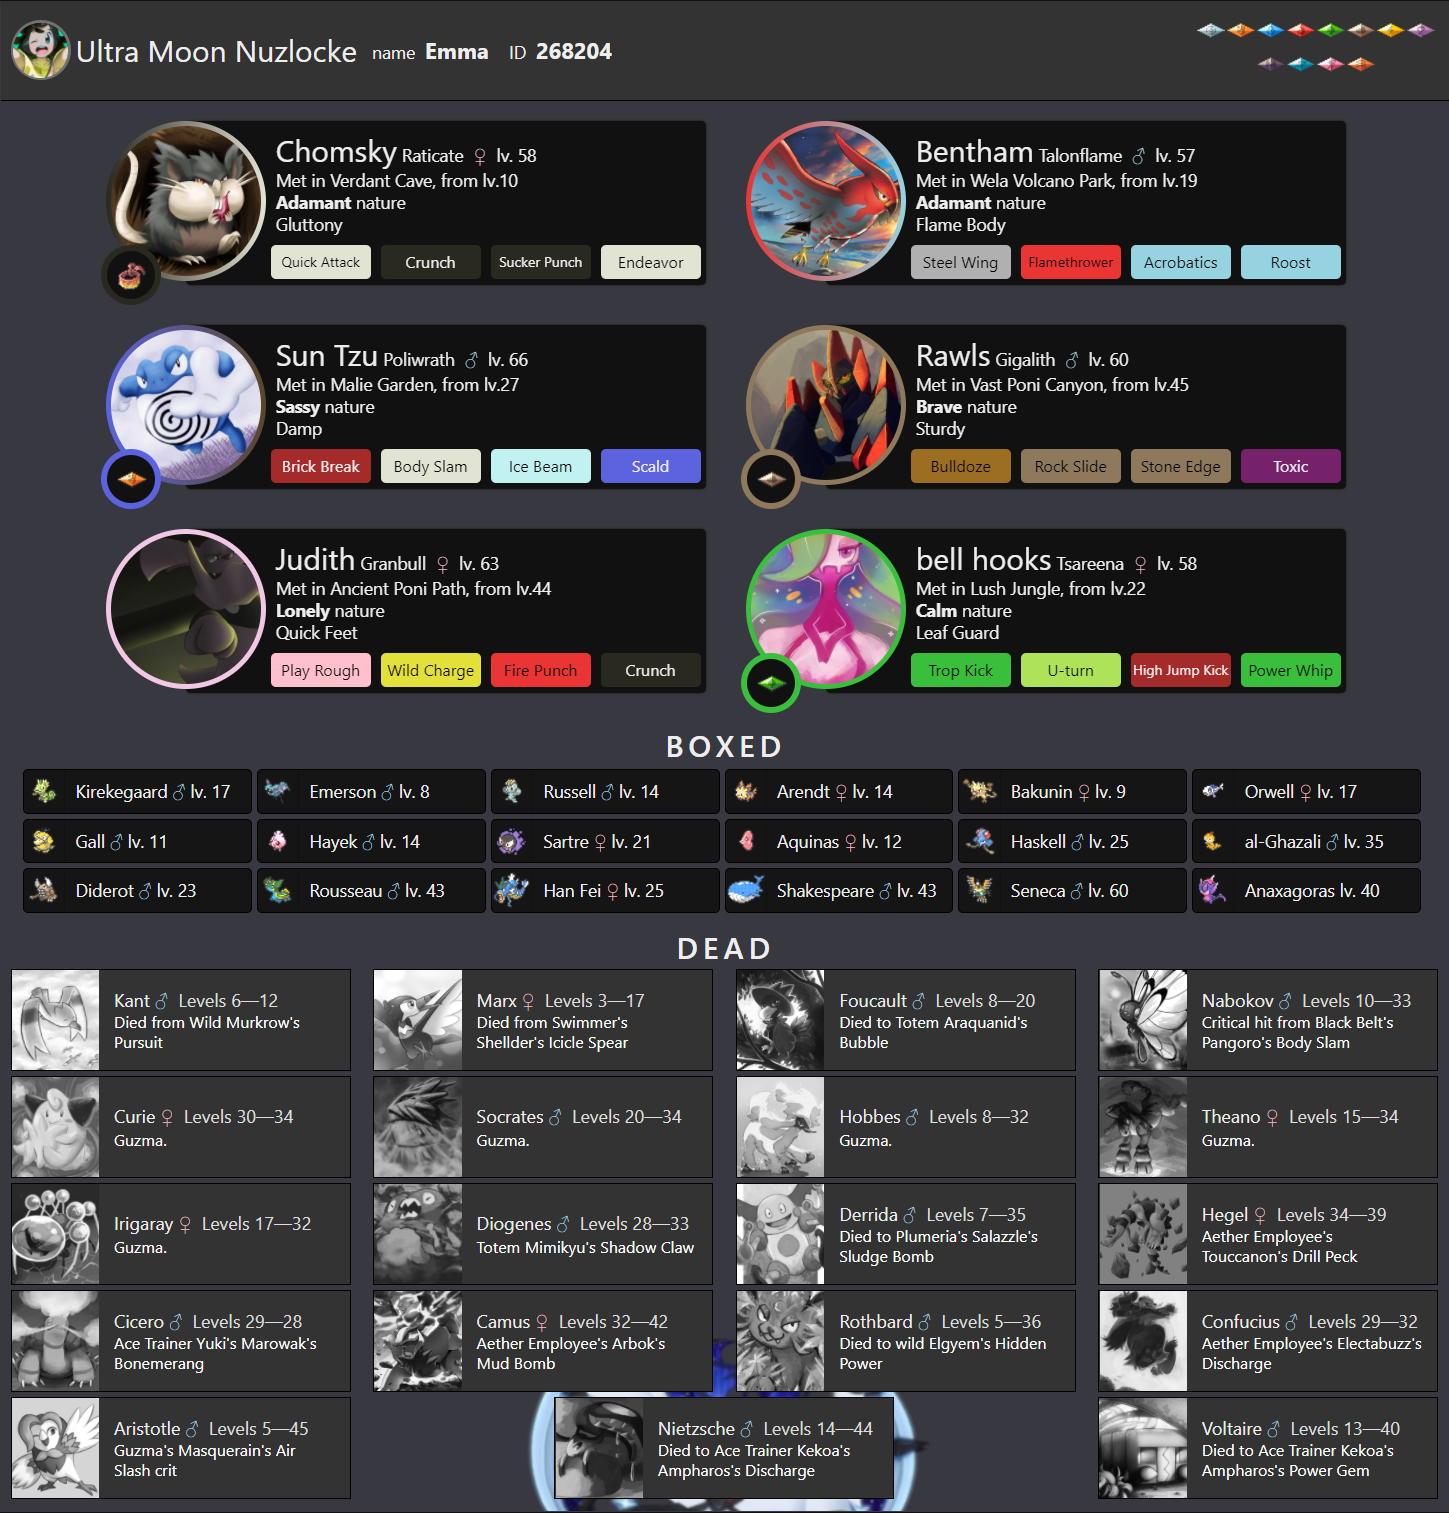 Ultra Moon Nuzlocke name Emma ID 268204
Chomsky Raticate ♀ lv. 58
Met in Verdant Cave, from lv.10
Adamant nature
Gluttony
Quick Attack Crunch Sucker Punch Endeavor
Bentham Talonflame ♂ lv. 57
Met in Wela Volcano Park, from lv.19
Adamant nature
Flame Body
Steel Wing Flamethrower Acrobatics Roost
Sun Tzu Poliwrath ♂ lv. 66
Met in Malie Garden, from lv.27
Sassy nature
Damp
Brick Break Body Slam Ice Beam Scald
Rawls Gigalith ♂ lv. 60
Met in Vast Poni Canyon, from lv.45
Brave nature
Sturdy
Bulldoze Rock Slide Stone Edge Toxic
Judith Granbull ♀ lv. 63
Met in Ancient Poni Path, from lv.44
Lonely nature
Quick Feet
Play Rough Wild Charge Fire Punch Crunch
bell hooks Tsareena ♀ lv. 58
Met in Lush Jungle, from lv.22
Calm nature
Leaf Guard
Trop Kick U-turn High Jump Kick Power Whip
BOXED
Kirekegaard ♂ lv. 17 Emerson ♂ lv. 8 Russell ♂ lv. 14 Arendt ♀ lv. 14 Bakunin ♀ lv. 9 Orwell ♀ lv. 17
Gall ♂ lv. 11 Hayek ♂ lv. 14 Sartre ♀ lv. 21 Aquinas ♀ lv. 12 Haskell ♂ lv. 25 al-Ghazali ♂ lv. 35
Diderot ♂ lv. 23 Rousseau ♂ lv. 43 Han Fei ♀ lv. 25 Shakespeare ♂ lv. 43 Seneca ♂ lv. 60 Anaxagoras lv. 40
DEAD
Kant ♂ Levels 6—12
Died from Wild Murkrow's
Pursuit
Marx ♀ Levels 3—17
Died from Swimmer's
Shellder's Icicle Spear
Foucault ♂ Levels 8—20
Died to Totem Araquanid's
Bubble
Nabokov ♂ Levels 10—33
Critical hit from Black Belt's
Pangoro's Body Slam
Curie ♀ Levels 30—34
Guzma.
Socrates ♂ Levels 20—34
Guzma.
Hobbes ♂ Levels 8—32
Guzma.
Theano ♀ Levels 15—34
Guzma.
Irigaray ♀ Levels 17—32
Guzma.
Diogenes ♂ Levels 28—33
Totem Mimikyu's Shadow Claw
Derrida ♂ Levels 7—35
Died to Plumeria's Salazzle's
Sludge Bomb
Hegel ♀ Levels 34—39
Aether Employee's
Touccanon's Drill Peck
Cicero ♂ Levels 29—28
Ace Trainer Yuki's Marowak's
Bonemerang
Camus ♀ Levels 32—42
Aether Employee's Arbok's
Mud Bomb
Rothbard ♂ Levels 5—36
Died to wild Elgyem's Hidden
Power
Confucius ♂ Levels 29—32
Aether Employee's Electabuzz's
Discharge
Aristotle ♂ Levels 5—45
Guzma's Masquerain's Air
Slash crit
Nietzsche ♂ Levels 14—44
Died to Ace Trainer Kekoa's
Ampharos's Discharge
Voltaire ♂ Levels 13—40
Died to Ace Trainer Kekoa's
Ampharos's Power Gem